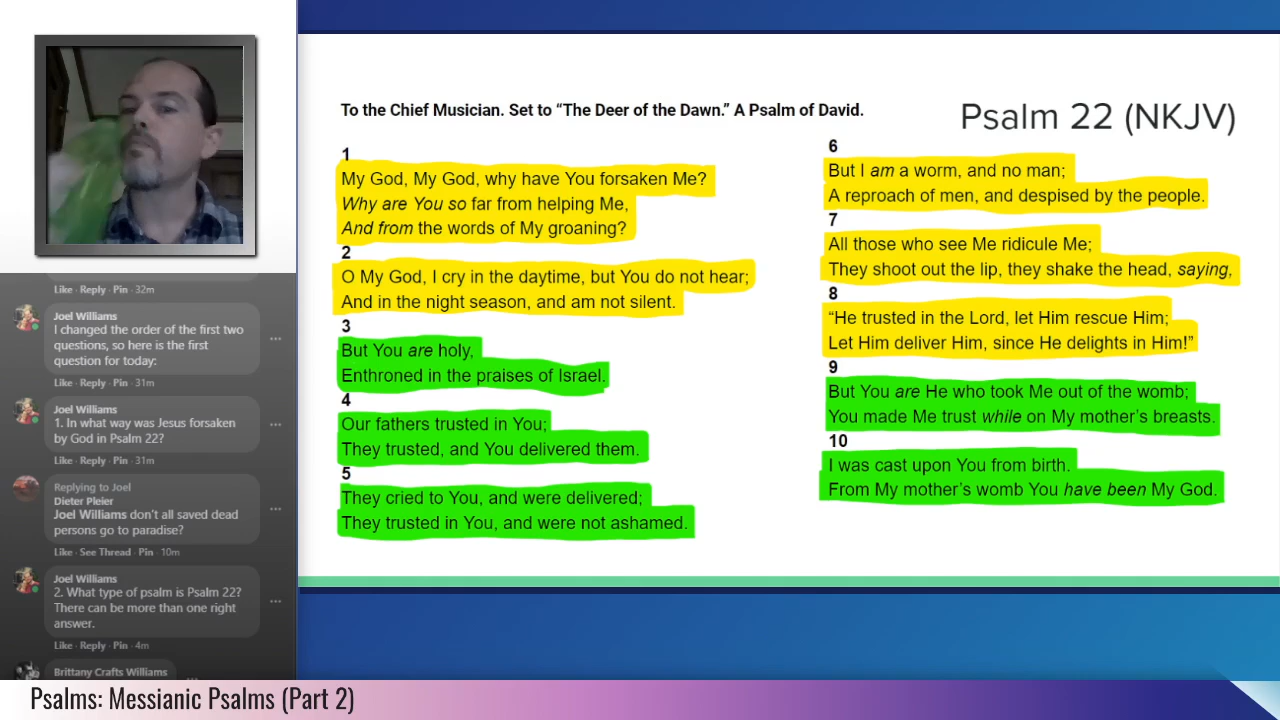 To the Chief Musician. Set to “The Deer of the Dawn.” A Psalm of David.
Psalm 22 (NKJV)
1
My God, My God, why have You forsaken Me?
Why are You so far from helping Me,
And from the words of My groaning?
2
O My God, I cry in the daytime, but You do not hear;
And in the night season, and am not silent.
3
But You are holy,
Enthroned in the praises of Israel.
4
Our fathers trusted in You;
They trusted, and You delivered them.
5
They cried to You, and were delivered;
They trusted in You, and were not ashamed.
6
But I am a worm, and no man;
A reproach of men, and despised by the people.
7
All those who see Me ridicule Me;
They shoot out the lip, they shake the head, saying,
8
“He trusted in the Lord, let Him rescue Him;
Let Him deliver Him, since He delights in Him!”
9
But You are He who took Me out of the womb;
You made Me trust while on My mother’s breasts.
10
I was cast upon You from birth.
From My mother’s womb You have been My God.
Like · Reply · Pin · 32m
Joel Williams
I changed the order of the first two
questions, so here is the first
question for today:
Like · Reply · Pin · 31m
Joel Williams
1. In what way was Jesus forsaken
by God in Psalm 22?
Like · Reply · Pin · 31m
Replying to Joel
Dieter Pleier
Joel Williams don't all saved dead
persons go to paradise?
Like · See Thread · Pin · 10m
Joel Williams
2. What type of psalm is Psalm 22?
There can be more than one right
answer.
Like · Reply · Pin · 4m
Brittany Crafts Williams
Psalms: Messianic Psalms (Part 2)